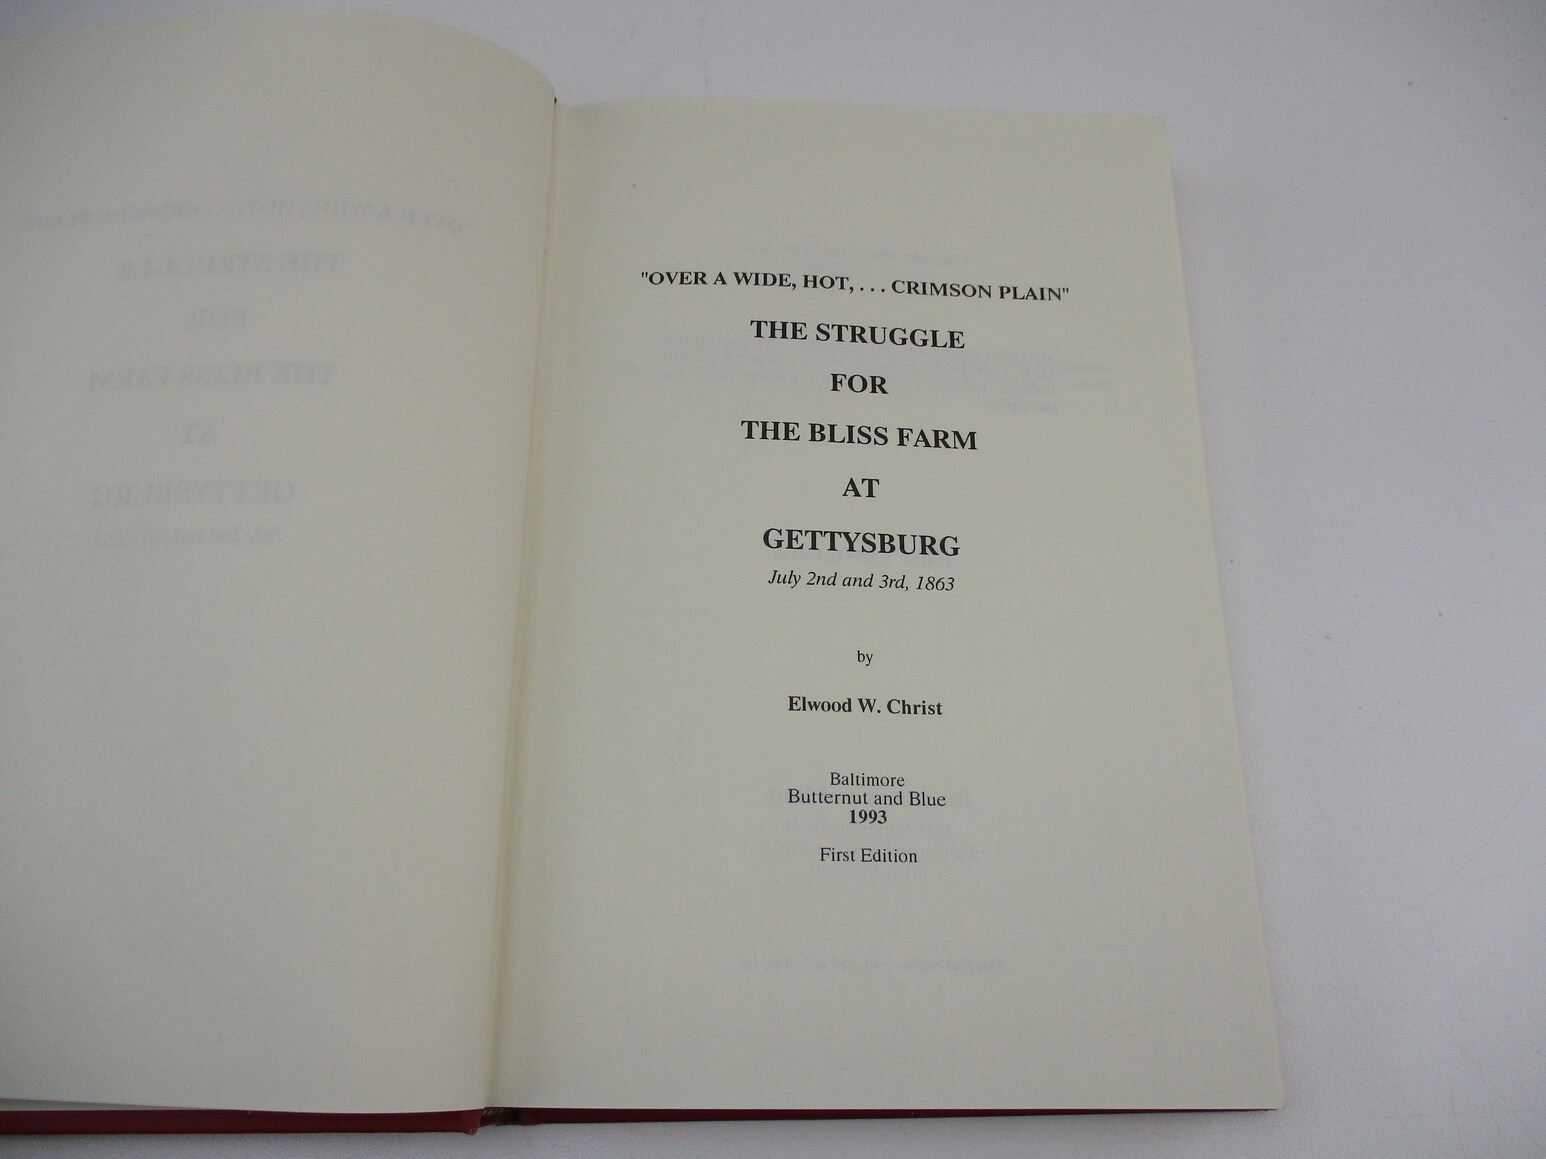 "OVER A WIDE, HOT, . . . CRIMSON PLAIN"
THE STRUGGLE
FOR
THE BLISS FARM
AT
GETTYSBURG
July 2nd and 3rd, 1863
by
Elwood W. Christ
Baltimore
Butternut and Blue
1993
First Edition